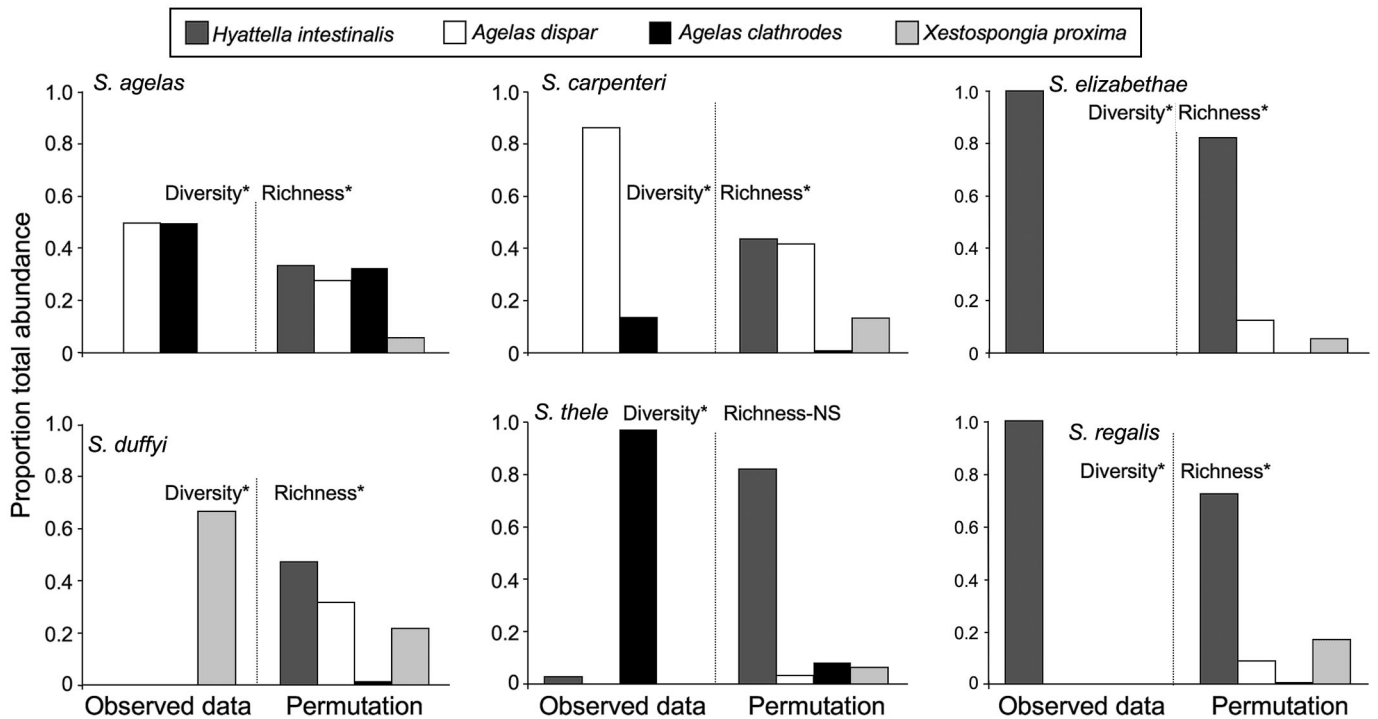 Hyattella intestinalis Agelas dispar Agelas clathrodes Xestospongia proxima
Proportion total abundance
S. agelas
1.0
0.8
0.6
0.4
0.2
0
Diversity* Richness*
S. carpenteri
1.0
0.8
0.6
0.4
0.2
0
Diversity* Richness*
S. elizabethae
1.0
0.8
0.6
0.4
0.2
0
Diversity* Richness*
S. duffyi
1.0
0.8
0.6
0.4
0.2
0
Diversity* Richness*
Observed data Permutation
S. thele
1.0
0.8
0.6
0.4
0.2
0
Diversity* Richness-NS
Observed data Permutation
S. regalis
1.0
0.8
0.6
0.4
0.2
0
Diversity* Richness*
Observed data Permutation